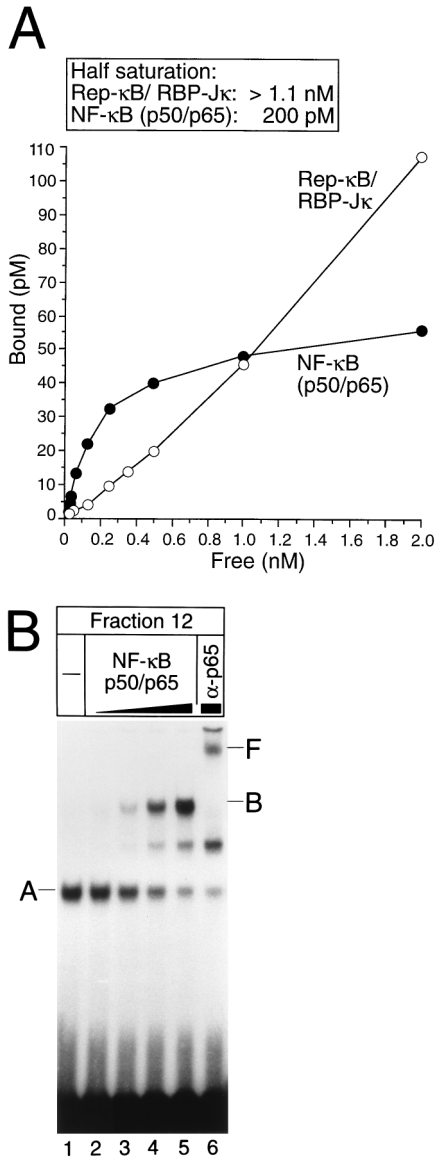 A
Half saturation:
Rep-κB/ RBP-Jκ: > 1.1 nM
NF-κB (p50/p65): 200 pM
110
100
90
80
70
60
50
40
30
20
10
0
Bound (pM)
Rep-κB/
RBP-Jκ
NF-κB
(p50/p65)
0 0.2 0.4 0.6 0.8 1.0 1.2 1.4 1.6 1.8 2.0
Free (nM)
B
Fraction 12
–
NF-κB
p50/p65
α-p65
F
B
A
1 2 3 4 5 6